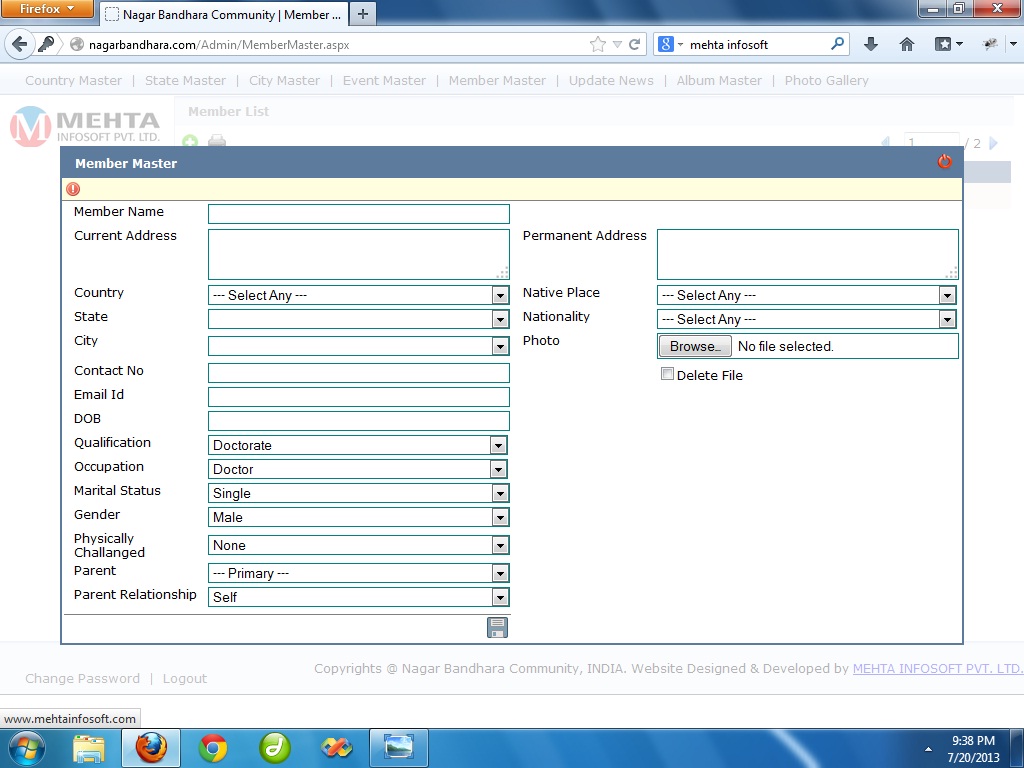 Firefox
Nagar Bandhara Community | Member ...
nagarbandhara.com/Admin/MemberMaster.aspx
mehta infosoft
Country Master | State Master | City Master | Event Master | Member Master | Update News | Album Master | Photo Gallery
MEHTA
INFOSOFT PVT. LTD.
Member List
1 / 2
Member Master
Member Name
Current Address
Permanent Address
Country --- Select Any ---
Native Place --- Select Any ---
State
Nationality --- Select Any ---
City
Photo Browse... No file selected.
Contact No
Delete File
Email Id
DOB
Qualification Doctorate
Occupation Doctor
Marital Status Single
Gender Male
Physically
Challanged None
Parent --- Primary ---
Parent Relationship Self
Copyrights @ Nagar Bandhara Community, INDIA. Website Designed & Developed by MEHTA INFOSOFT PVT. LTD.
Change Password | Logout
www.mehtainfosoft.com
9:38 PM
7/20/2013